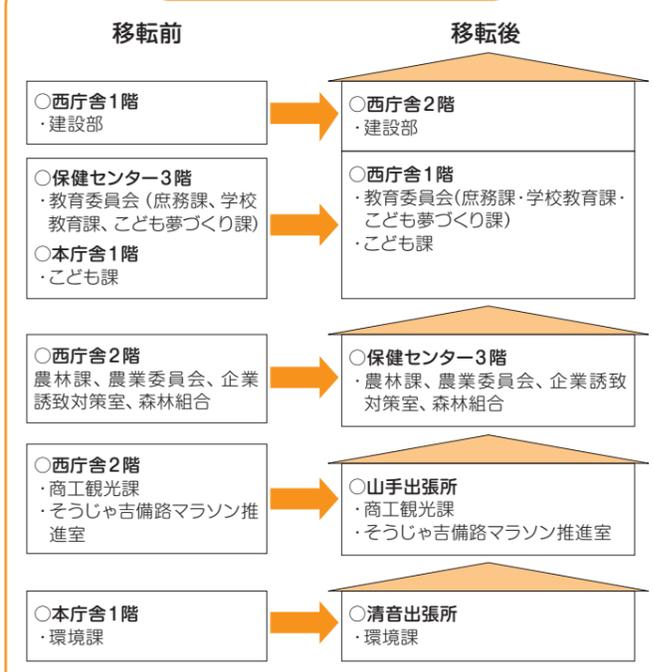 移転前
移転後
○西庁舎1階
・建設部
○西庁舎2階
・建設部
○保健センター3階
・教育委員会（庶務課、学校
教育課、こども夢づくり課）
○本庁舎1階
・こども課
○西庁舎1階
・教育委員会(庶務課・学校教育課・
こども夢づくり課)
・こども課
○西庁舎2階
農林課、農業委員会、企業
誘致対策室、森林組合
○保健センター3階
・農林課、農業委員会、企業誘致
対策室、森林組合
○西庁舎2階
・商工観光課
・そうじゃ吉備路マラソン推
進室
○山手出張所
・商工観光課
・そうじゃ吉備路マラソン推進室
○本庁舎1階
・環境課
○清音出張所
・環境課